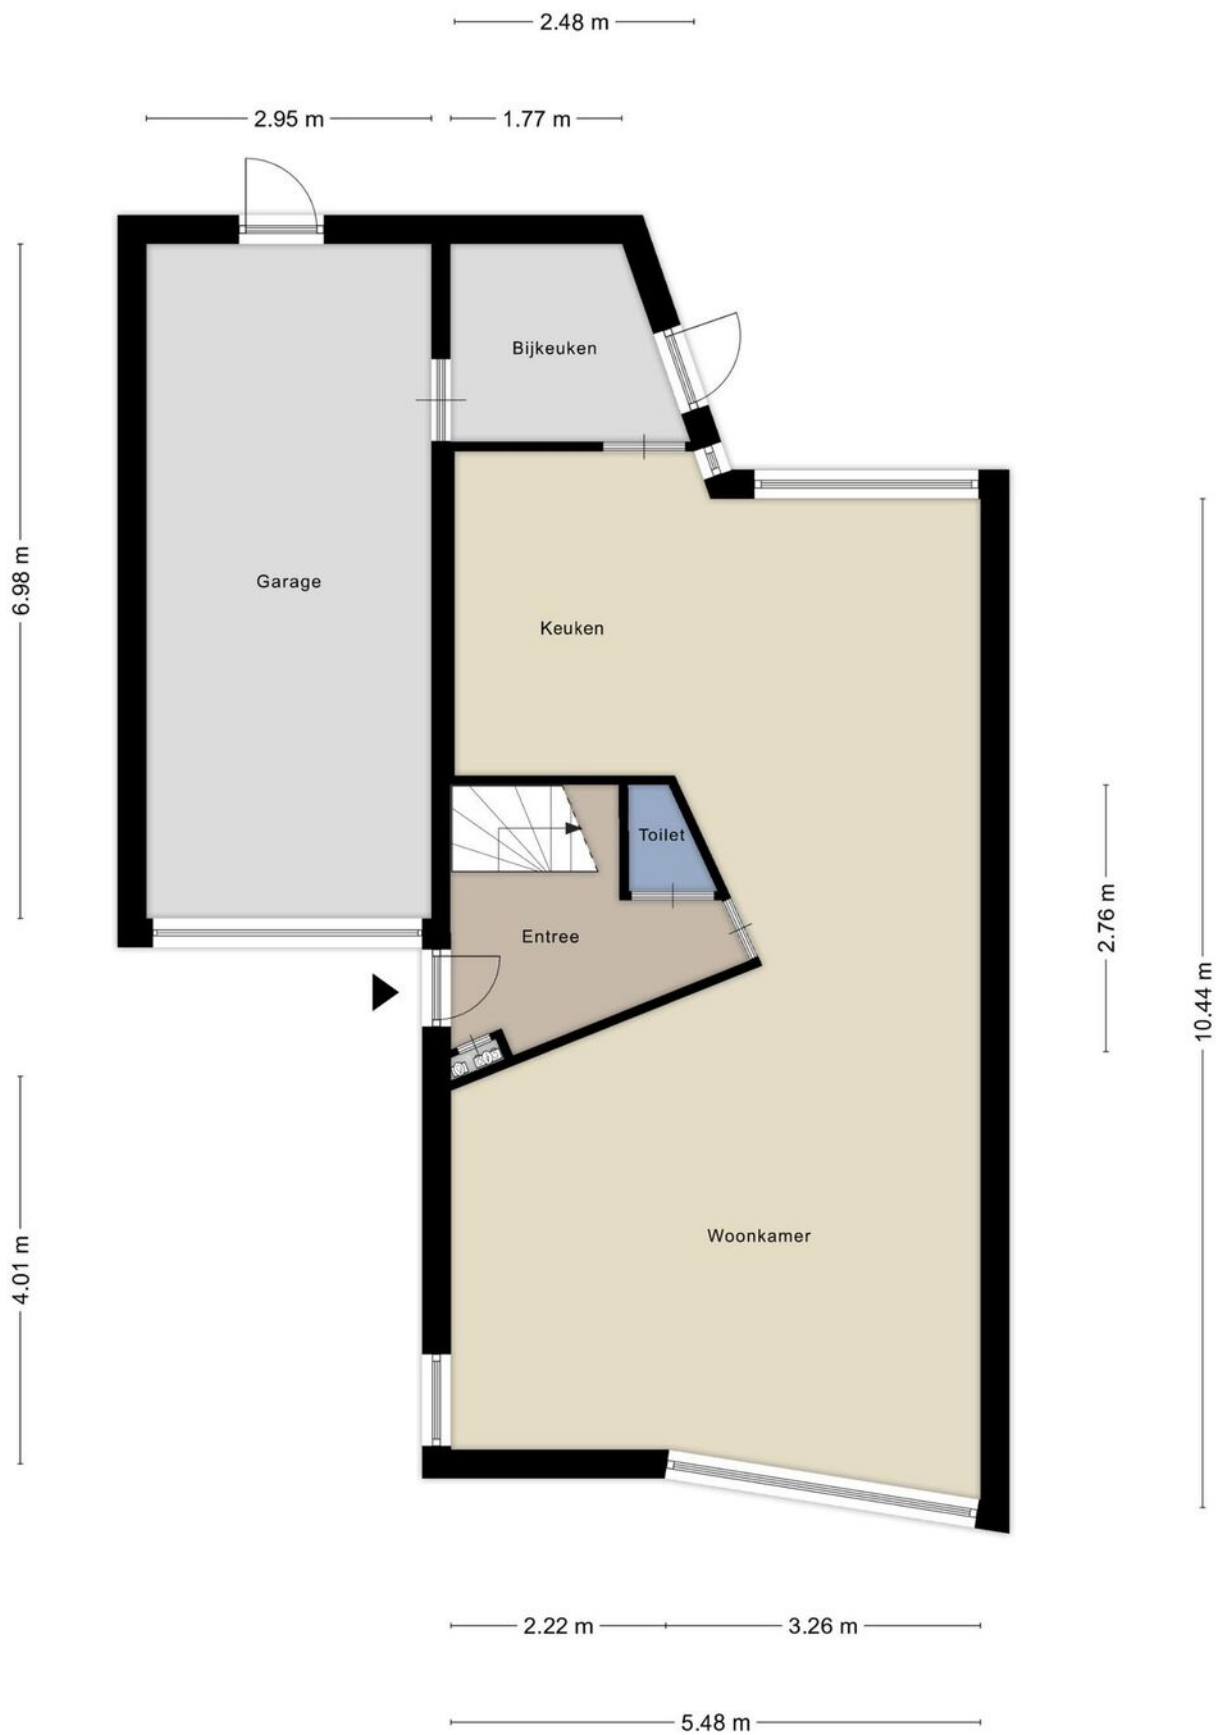 2.48 m
2.95 m
1.77 m
Bijkeuken
6.98 m
Garage
Keuken
Toilet
Entree
2.76 m
10.44 m
4.01 m
Woonkamer
2.22 m
3.26 m
5.48 m